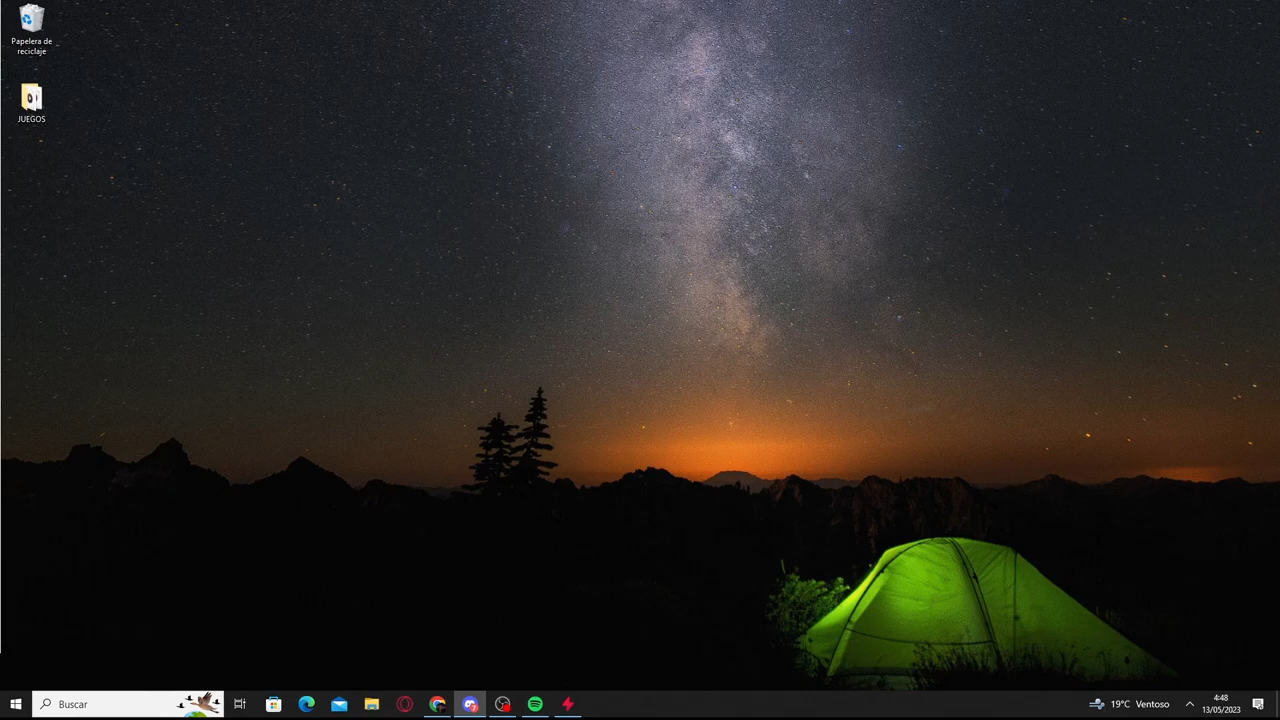 Papelera de
reciclaje
JUEGOS
Buscar
19°C Ventoso
4:48
13/05/2023